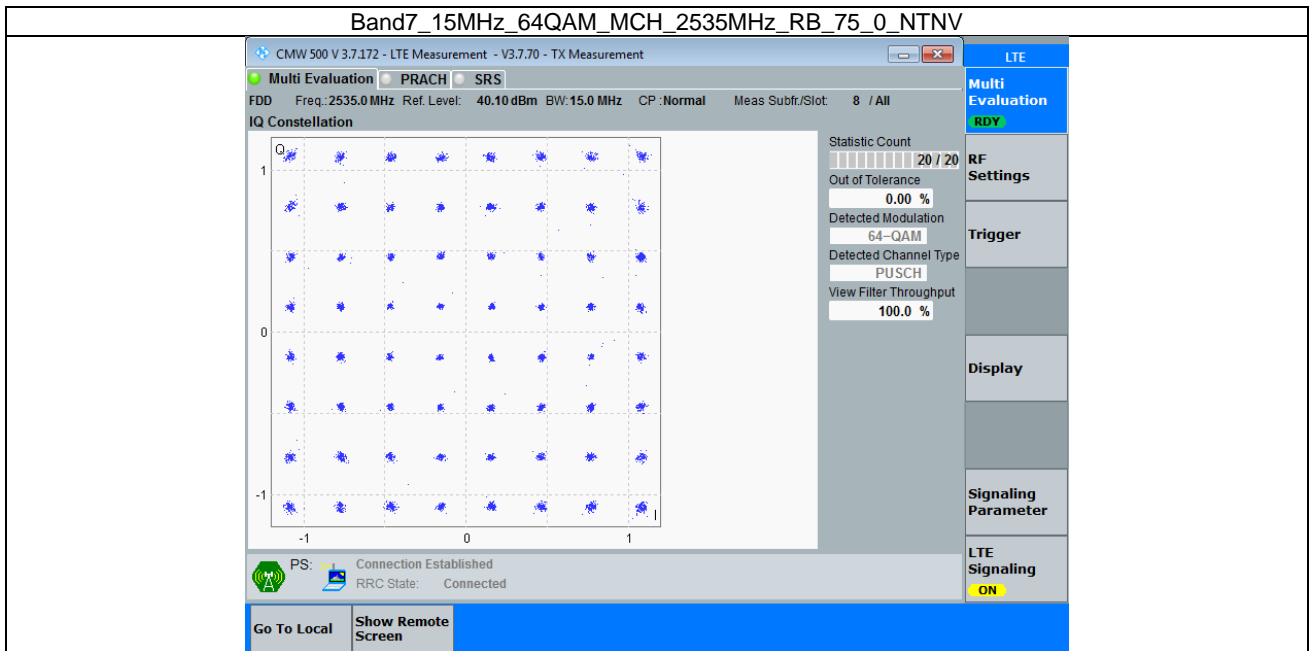 Band7_15MHz_64QAM_MCH_2535MHz_RB_75_0_NTNV
CMW 500 V 3.7.172 - LTE Measurement - V3.7.70 - TX Measurement
LTE
Multi Evaluation PRACH SRS
Multi
Evaluation
RDY
FDD Freq.:2535.0 MHz Ref. Level: 40.10 dBm BW:15.0 MHz CP :Normal Meas Subfr./Slot: 8 / All
IQ Constellation
Q
1
0
-1
-1 0 1
I
Statistic Count
20 / 20
Out of Tolerance
0.00 %
Detected Modulation
64-QAM
Detected Channel Type
PUSCH
View Filter Throughput
100.0 %
RF
Settings
Trigger
Display
Signaling
Parameter
LTE
Signaling
ON
PS: Connection Established
RRC State: Connected
Go To Local
Show Remote
Screen